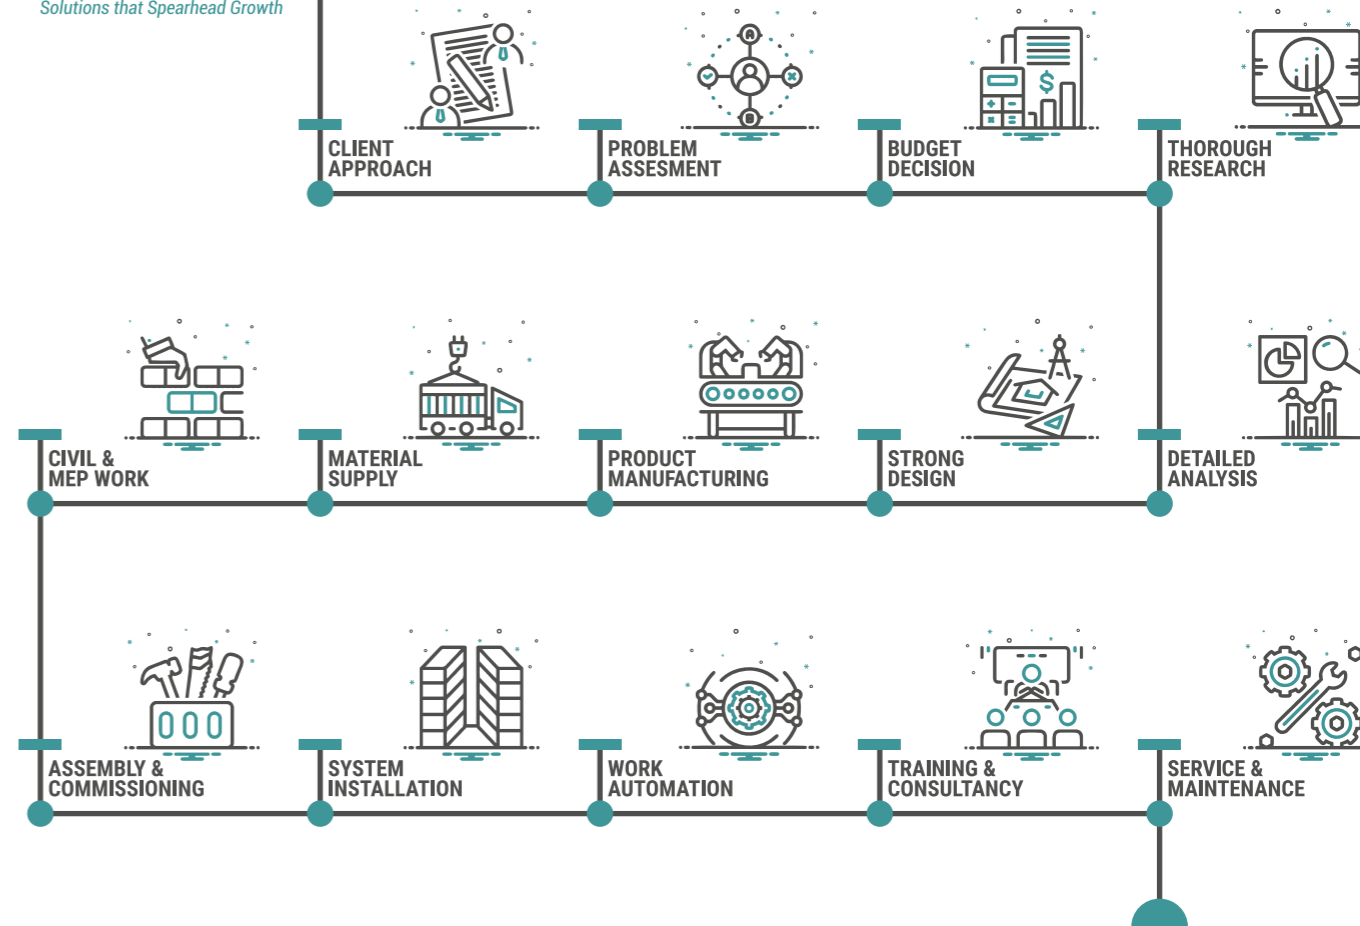 Solutions that Spearhead Growth
CLIENT
APPROACH
PROBLEM
ASSESMENT
BUDGET
DECISION
THOROUGH
RESEARCH
A
B
$
CIVIL &
MEP WORK
MATERIAL
SUPPLY
PRODUCT
MANUFACTURING
STRONG
DESIGN
DETAILED
ANALYSIS
ASSEMBLY &
COMMISSIONING
SYSTEM
INSTALLATION
WORK
AUTOMATION
TRAINING &
CONSULTANCY
SERVICE &
MAINTENANCE